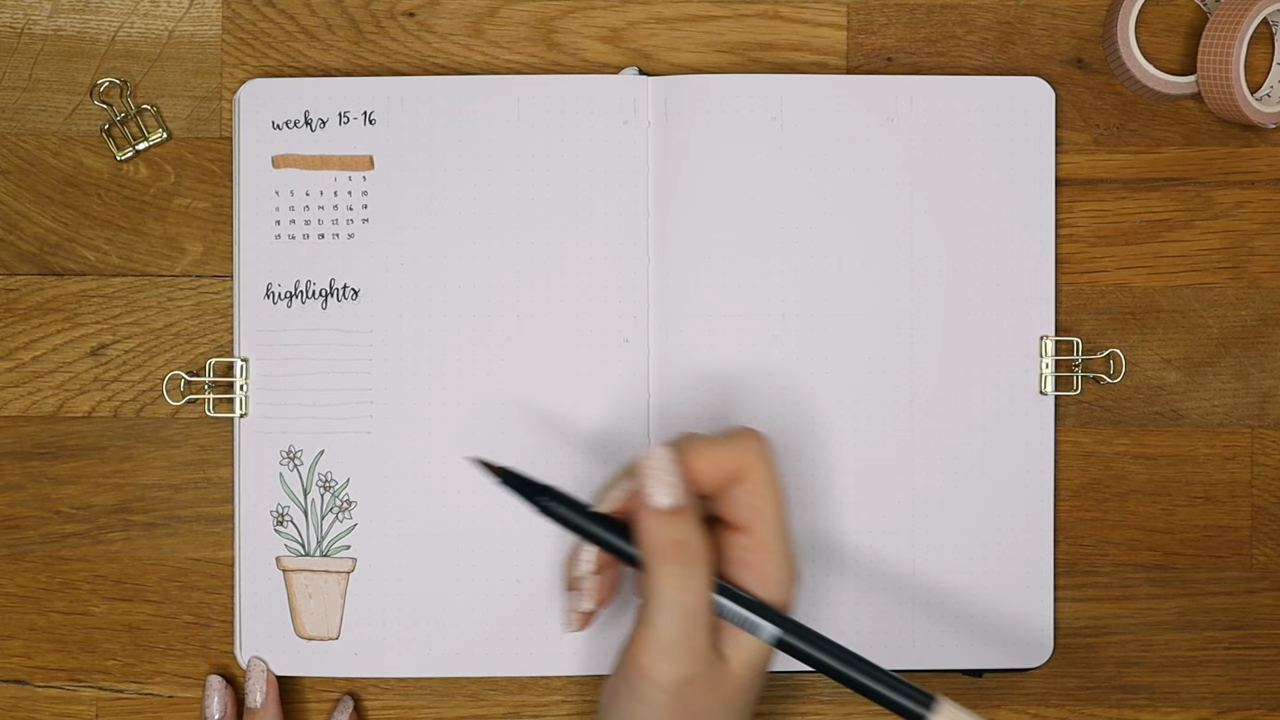 weeks 15-16
1 2 3
4 5 6 7 8 9 10
11 12 13 14 15 16 17
18 19 20 21 22 23 24
25 26 27 28 29 30
highlights